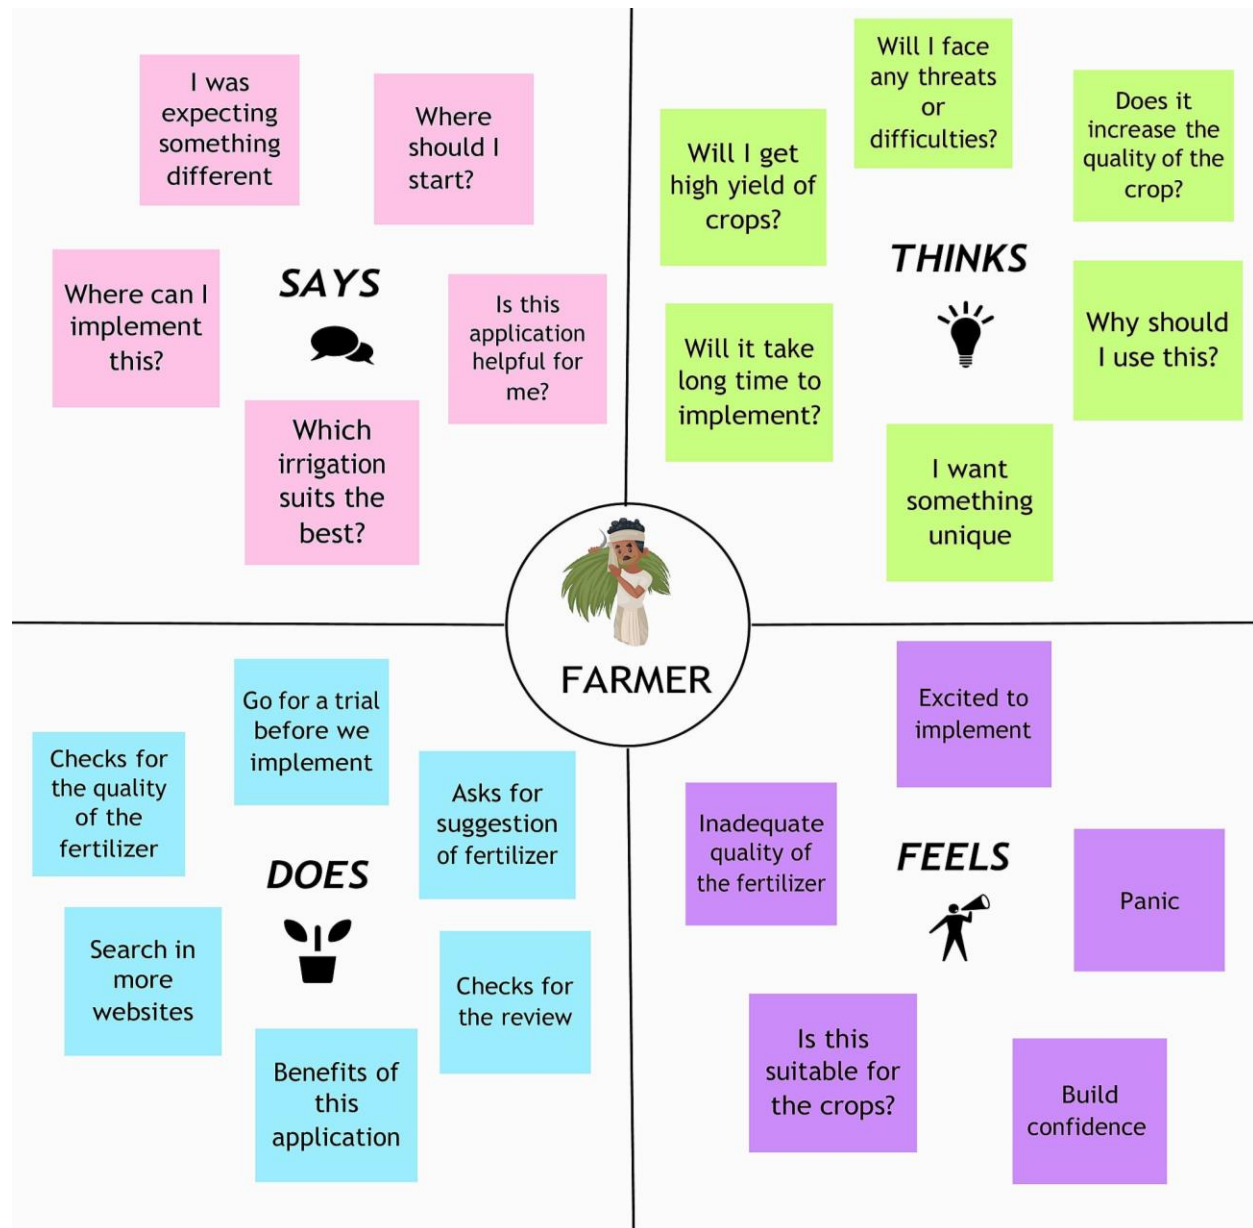 I was
expecting
something
different
Where
should I
start?
Where can I
implement
this?
SAYS
Is this
application
helpful for
me?
Which
irrigation
suits the
best?
Will I face
any threats
or
difficulties?
Does it
increase the
quality of the
crop?
Will I get
high yield of
crops?
THINKS
Why should
I use this?
Will it take
long time to
implement?
I want
something
unique
FARMER
Go for a trial
before we
implement
Checks for
the quality
of the
fertilizer
Asks for
suggestion
of fertilizer
DOES
Search in
more
websites
Checks for
the review
Benefits of
this
application
Excited to
implement
Inadequate
quality of
the fertilizer
FEELS
Panic
Is this
suitable for
the crops?
Build
confidence